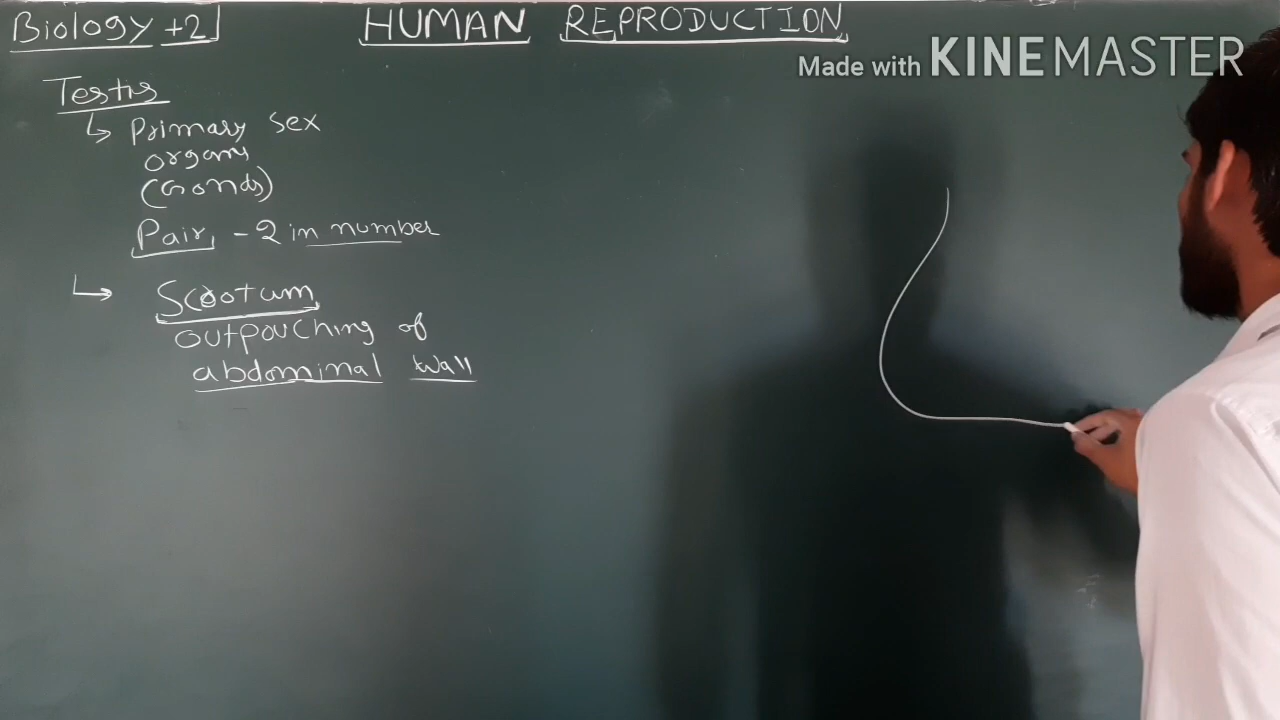 Biology +2
HUMAN REPRODUCTION
Made with KINEMASTER
Testis
↳ Primary sex
organs
(Gonds)
Pair - 2 in number
↳ Scrotum
outpouching of
abdominal wall